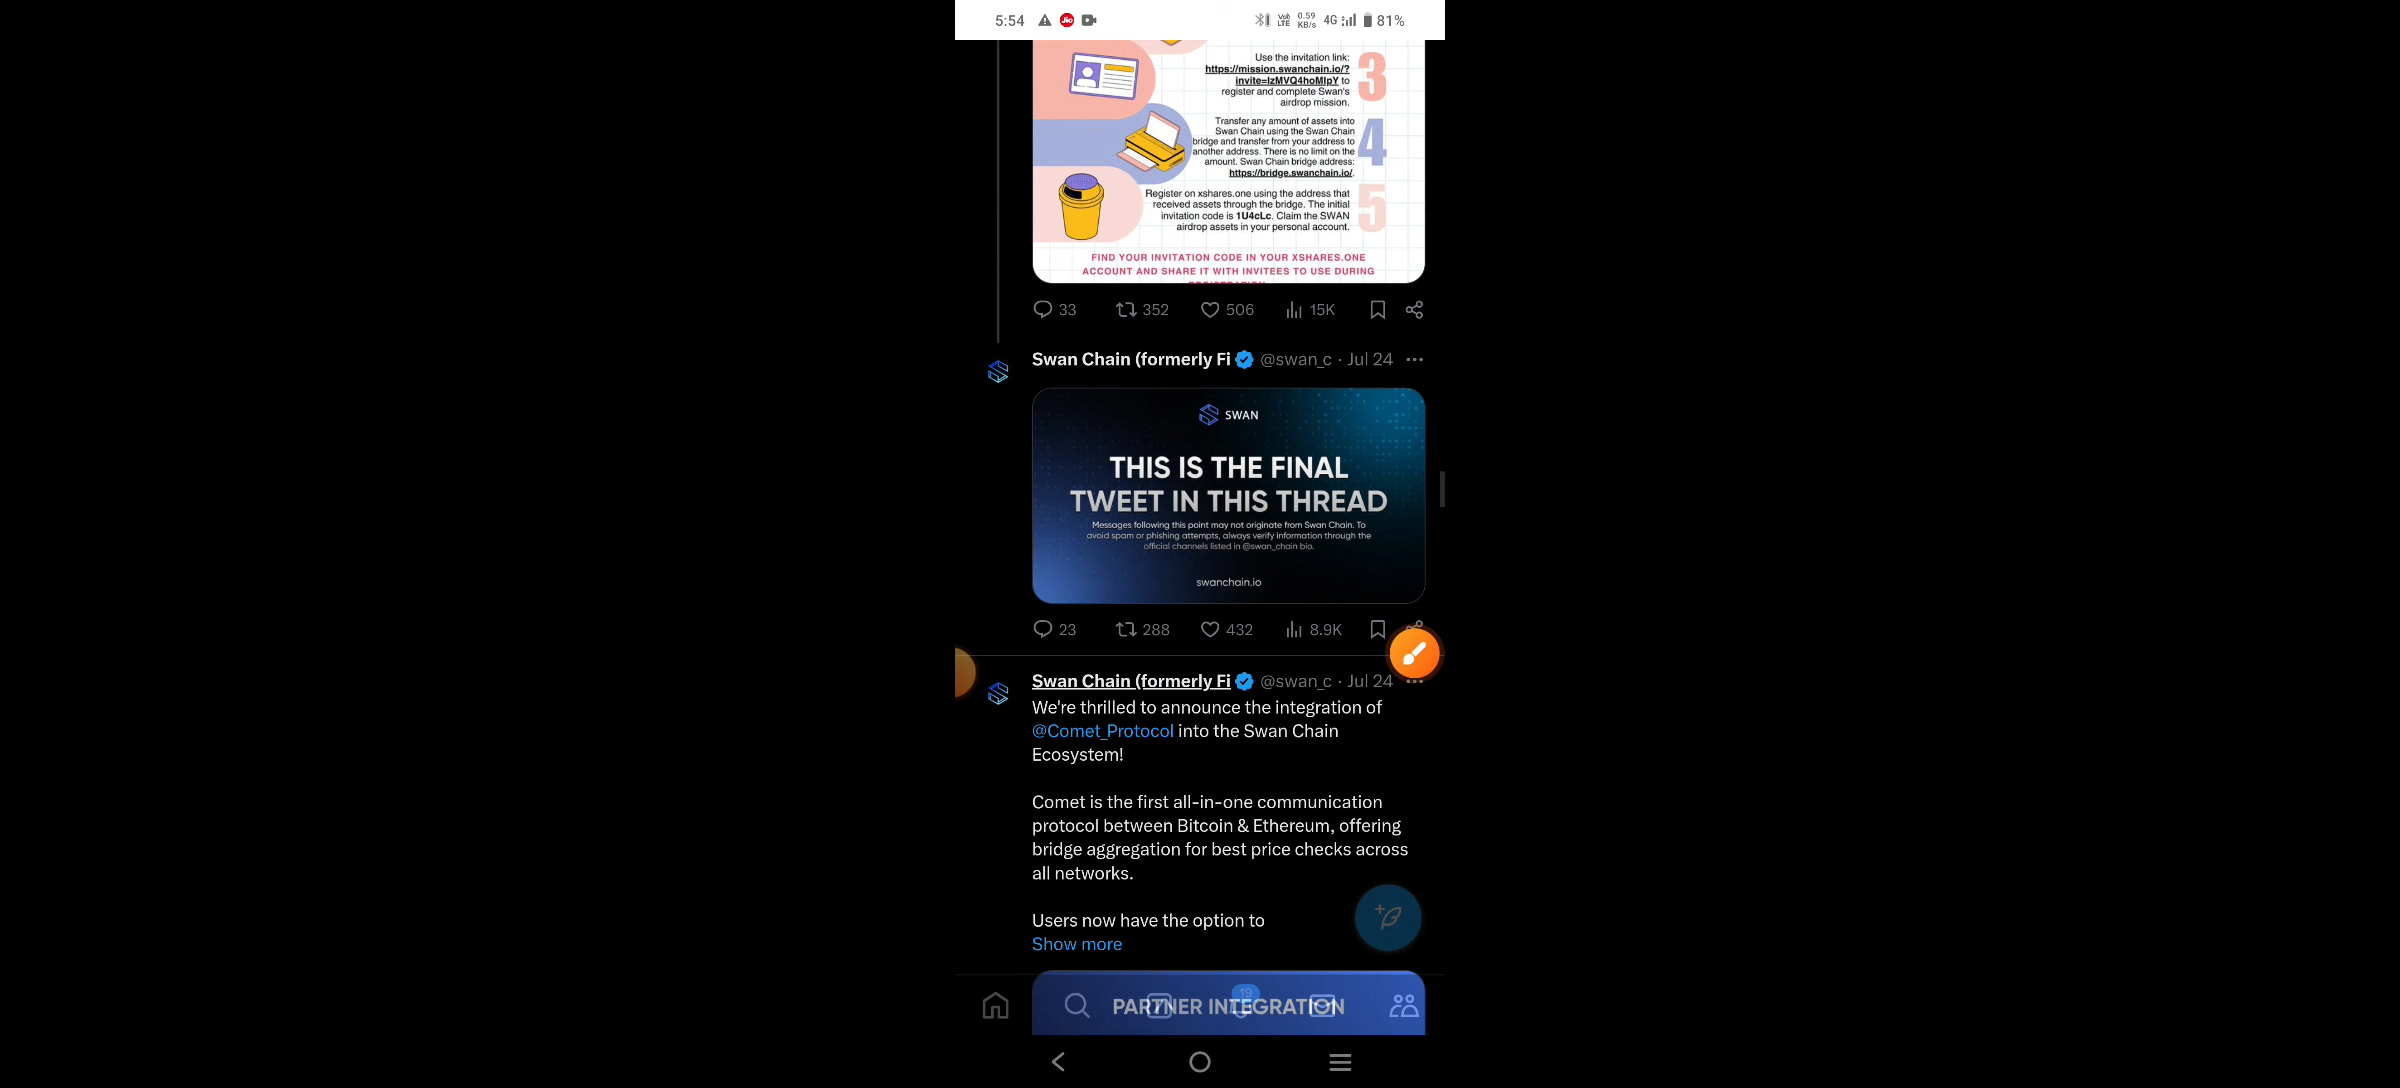 5:54
Jio
Vo)
LTE
0.59
KB/s
4G
81%
Use the invitation link:
https://mission.swanchain.io/?
invite=IzMVQ4hoMIpY to
register and complete Swan's
airdrop mission.
3
Transfer any amount of assets into
Swan Chain using the Swan Chain
bridge and transfer from your address to
another address. There is no limit on the
amount. Swan Chain bridge address:
https://bridge.swanchain.io/.
4
Register on xshares.one using the address that
received assets through the bridge. The initial
invitation code is 1U4cLc. Claim the SWAN
airdrop assets in your personal account.
5
FIND YOUR INVITATION CODE IN YOUR XSHARES.ONE
ACCOUNT AND SHARE IT WITH INVITEES TO USE DURING
33 352 506 15K
Swan Chain (formerly Fi @swan_c · Jul 24
SWAN
THIS IS THE FINAL
TWEET IN THIS THREAD
Messages following this point may not originate from Swan Chain. To
avoid spam or phishing attempts, always verify information through the
official channels listed in @swan_chain bio.
swanchain.io
23 288 432 8.9K
Swan Chain (formerly Fi @swan_c · Jul 24
We're thrilled to announce the integration of
@Comet_Protocol into the Swan Chain
Ecosystem!
Comet is the first all-in-one communication
protocol between Bitcoin & Ethereum, offering
bridge aggregation for best price checks across
all networks.
Users now have the option to
Show more
19
PARTNER INTEGRATION